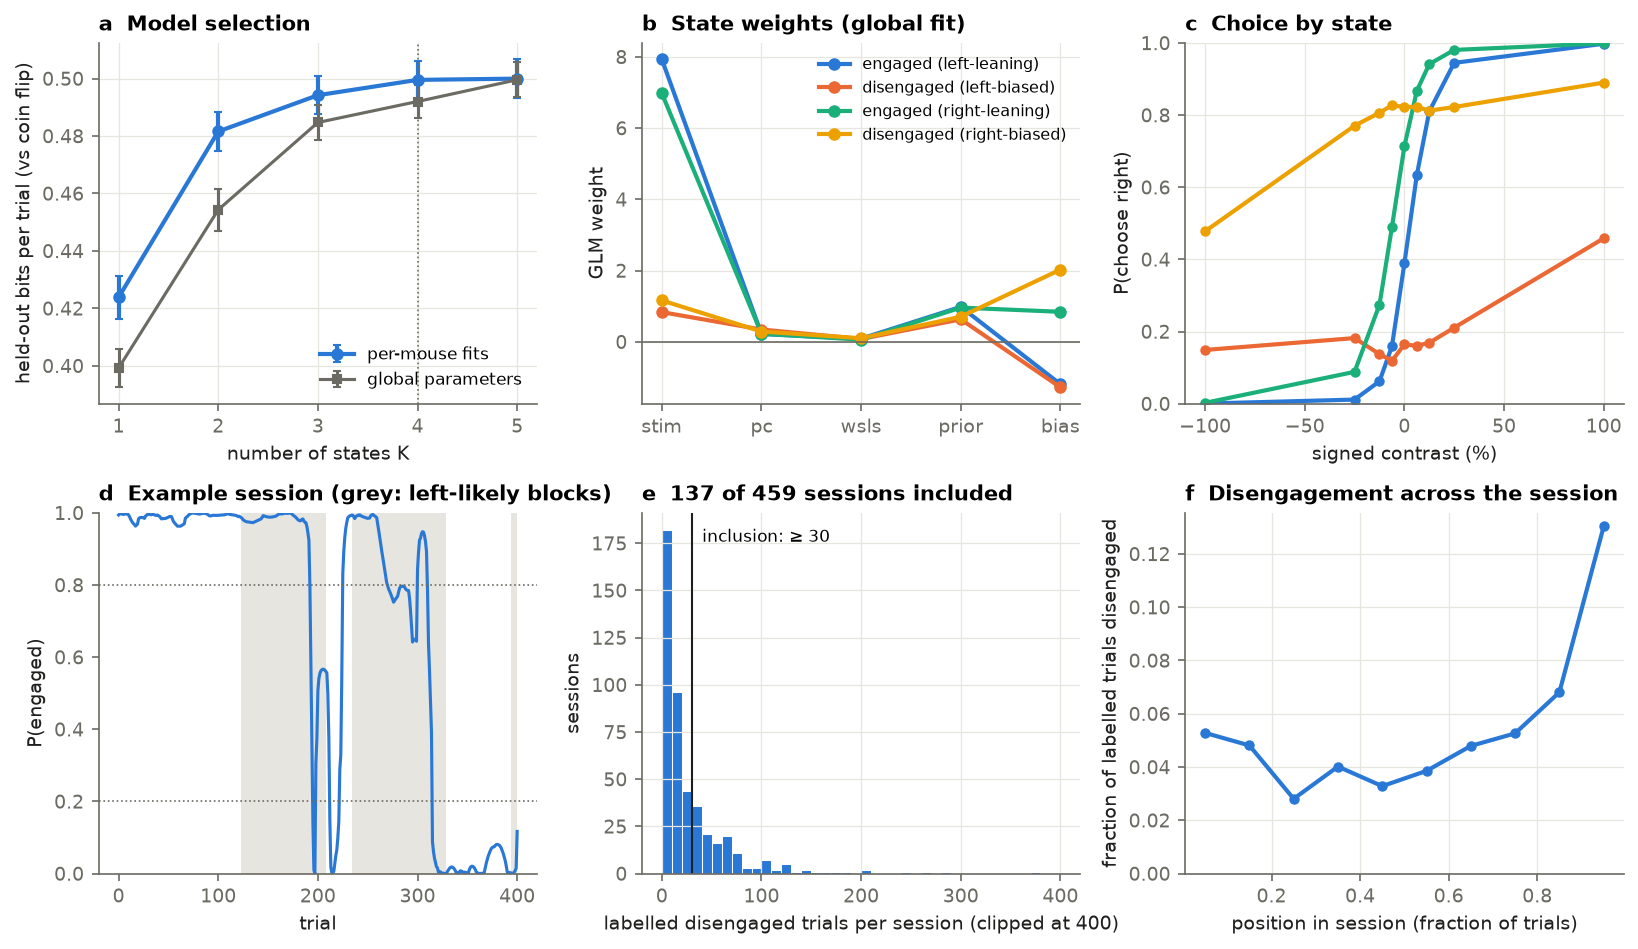 a Model selection
held-out bits per trial (vs coin flip)
0.50
0.48
0.46
0.44
0.42
0.40
per-mouse fits
global parameters
1 2 3 4 5
number of states K
b State weights (global fit)
GLM weight
8
6
4
2
0
engaged (left-leaning)
disengaged (left-biased)
engaged (right-leaning)
disengaged (right-biased)
stim pc wsls prior bias
c Choice by state
P(choose right)
1.0
0.8
0.6
0.4
0.2
0.0
−100 −50 0 50 100
signed contrast (%)
d Example session (grey: left-likely blocks)
P(engaged)
1.0
0.8
0.6
0.4
0.2
0.0
0 100 200 300 400
trial
e 137 of 459 sessions included
sessions
175
150
125
100
75
50
25
0
inclusion: ≥ 30
0 100 200 300 400
labelled disengaged trials per session (clipped at 400)
f Disengagement across the session
fraction of labelled trials disengaged
0.12
0.10
0.08
0.06
0.04
0.02
0.00
0.2 0.4 0.6 0.8
position in session (fraction of trials)